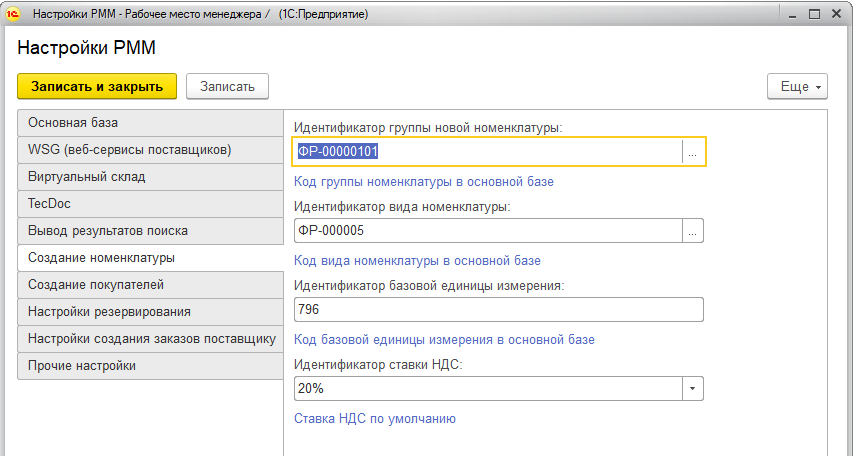 Настройки РММ - Рабочее место менеджера / (1С:Предприятие)
Настройки РММ
Записать и закрыть
Записать
Еще
Основная база
WSG (веб-сервисы поставщиков)
Виртуальный склад
TecDoc
Вывод результатов поиска
Создание номенклатуры
Создание покупателей
Настройки резервирования
Настройки создания заказов поставщику
Прочие настройки
Идентификатор группы новой номенклатуры:
ФР-00000101
...
Код группы номенклатуры в основной базе
Идентификатор вида номенклатуры:
ФР-000005
...
Код вида номенклатуры в основной базе
Идентификатор базовой единицы измерения:
796
Код базовой единицы измерения в основной базе
Идентификатор ставки НДС:
20%
Ставка НДС по умолчанию